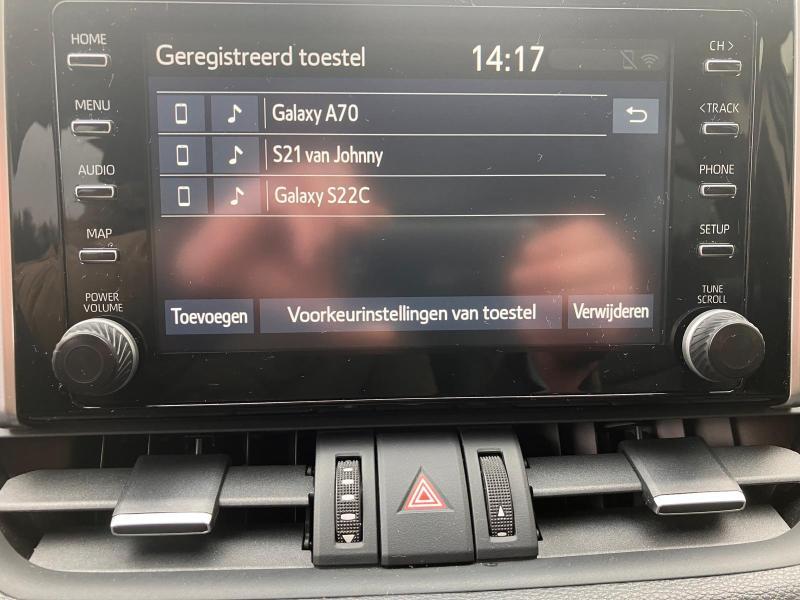 HOME
MENU
AUDIO
MAP
POWER
VOLUME
Geregistreerd toestel
14:17
Galaxy A70
S21 van Johnny
Galaxy S22C
Toevoegen
Voorkeurinstellingen van toestel
Verwijderen
CH >
< TRACK
PHONE
SETUP
TUNE
SCROLL